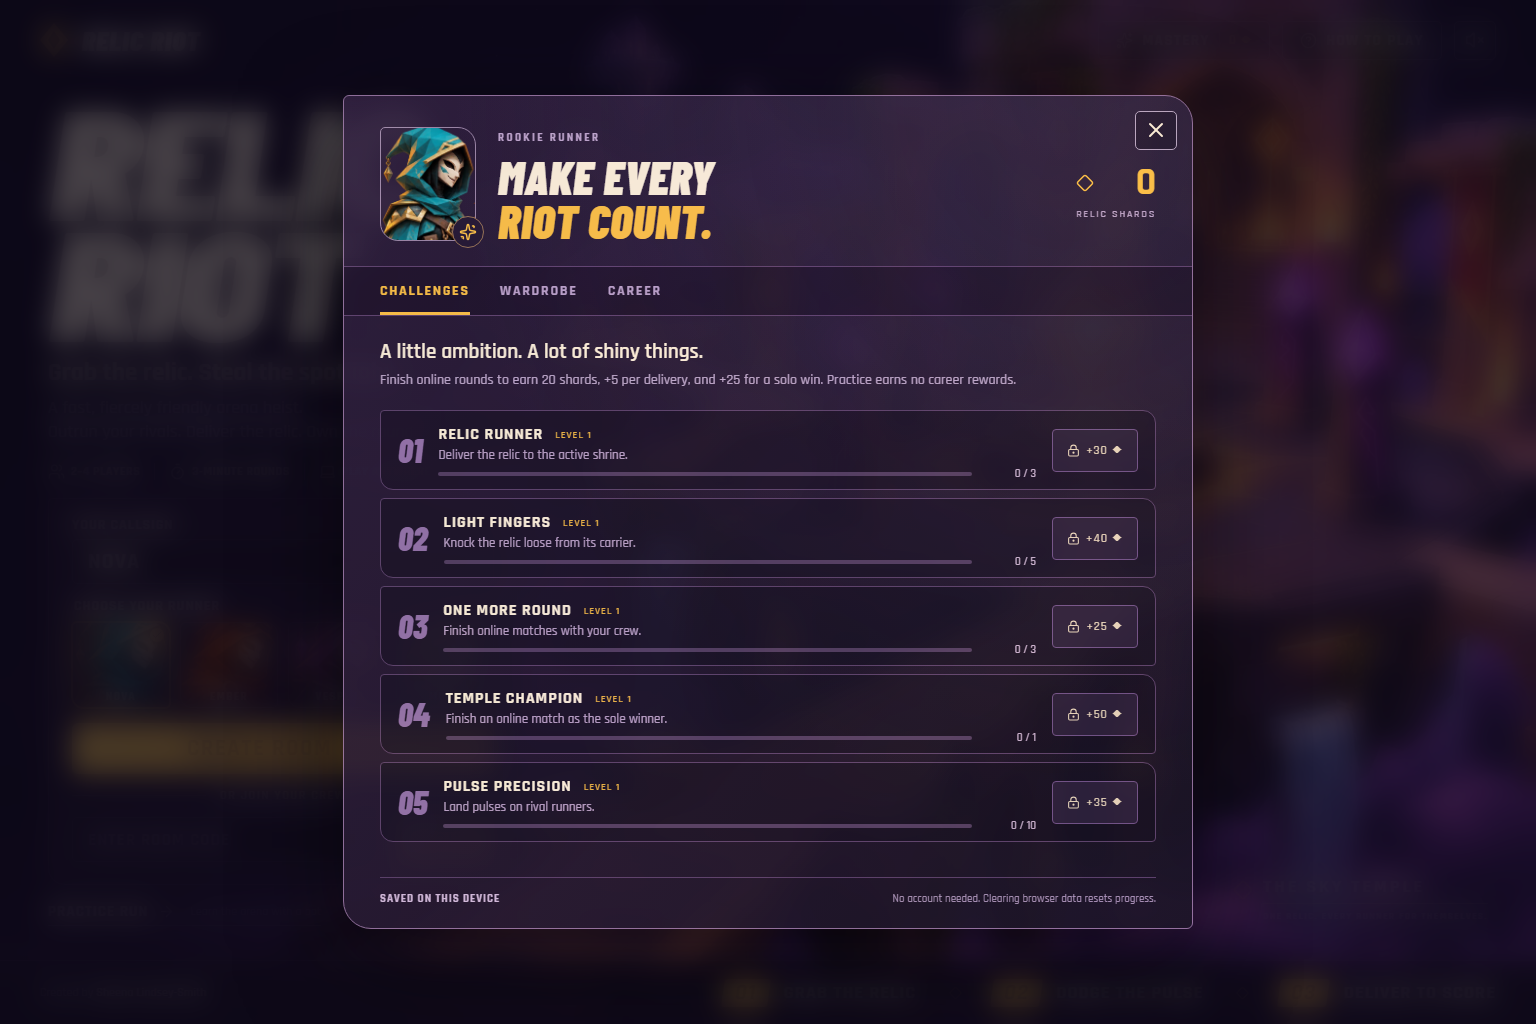 RELIC RIOT
ROOKIE RUNNER
MAKE EVERY
RIOT COUNT.
0
RELIC SHARDS
CHALLENGES WARDROBE CAREER
A little ambition. A lot of shiny things.
Finish online rounds to earn 20 shards, +5 per delivery, and +25 for a solo win. Practice earns no career rewards.
01 RELIC RUNNER LEVEL 1
Deliver the relic to the active shrine.
0 / 3
+30
02 LIGHT FINGERS LEVEL 1
Knock the relic loose from its carrier.
0 / 5
+40
03 ONE MORE ROUND LEVEL 1
Finish online matches with your crew.
0 / 3
+25
04 TEMPLE CHAMPION LEVEL 1
Finish an online match as the sole winner.
0 / 1
+50
05 PULSE PRECISION LEVEL 1
Land pulses on rival runners.
0 / 10
+35
SAVED ON THIS DEVICE
No account needed. Clearing browser data resets progress.